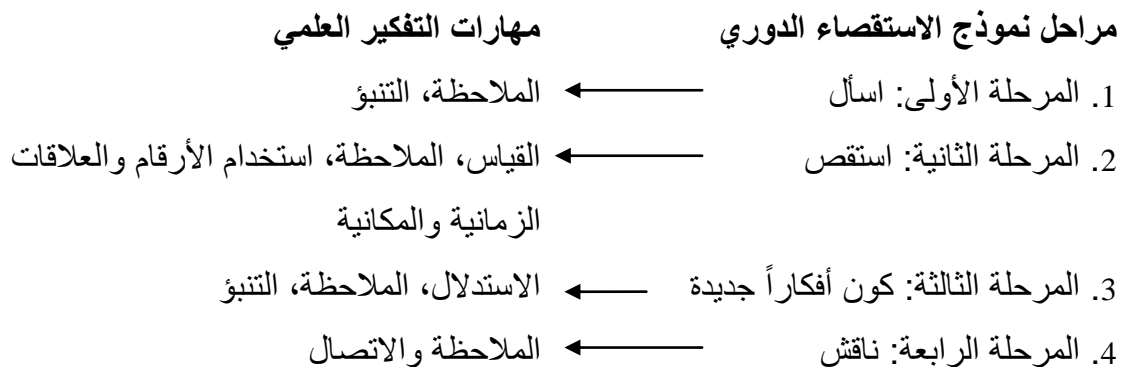 مراحل نموذج الاستقصاء الدوري مهارات التفكير العلمي
1. المرحلة الأولى: اسأل الملاحظة، التنبؤ
2. المرحلة الثانية: استقص القياس، الملاحظة، استخدام الأرقام والعلاقات
الزمانية والمكانية
3. المرحلة الثالثة: كون أفكاراً جديدة الاستدلال، الملاحظة، التنبؤ
4. المرحلة الرابعة: ناقش الملاحظة والاتصال